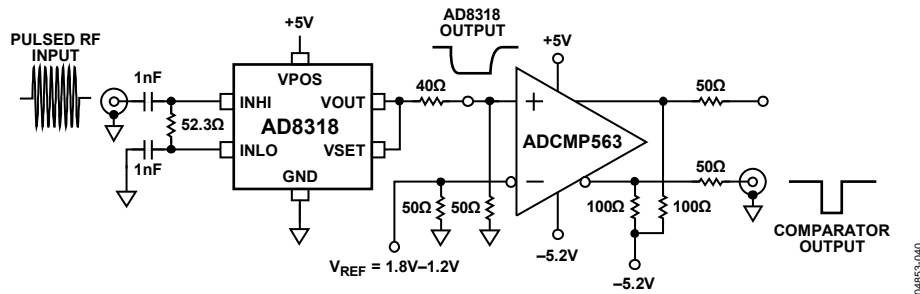 PULSED RF
INPUT
1nF
1nF
52.3Ω
+5V
VPOS
INHI
INLO
VOUT
VSET
AD8318
GND
AD8318
OUTPUT
40Ω
50Ω
50Ω
VREF = 1.8V–1.2V
+5V
+
–
ADCMP563
–5.2V
50Ω
50Ω
100Ω
100Ω
–5.2V
COMPARATOR
OUTPUT
04853-040